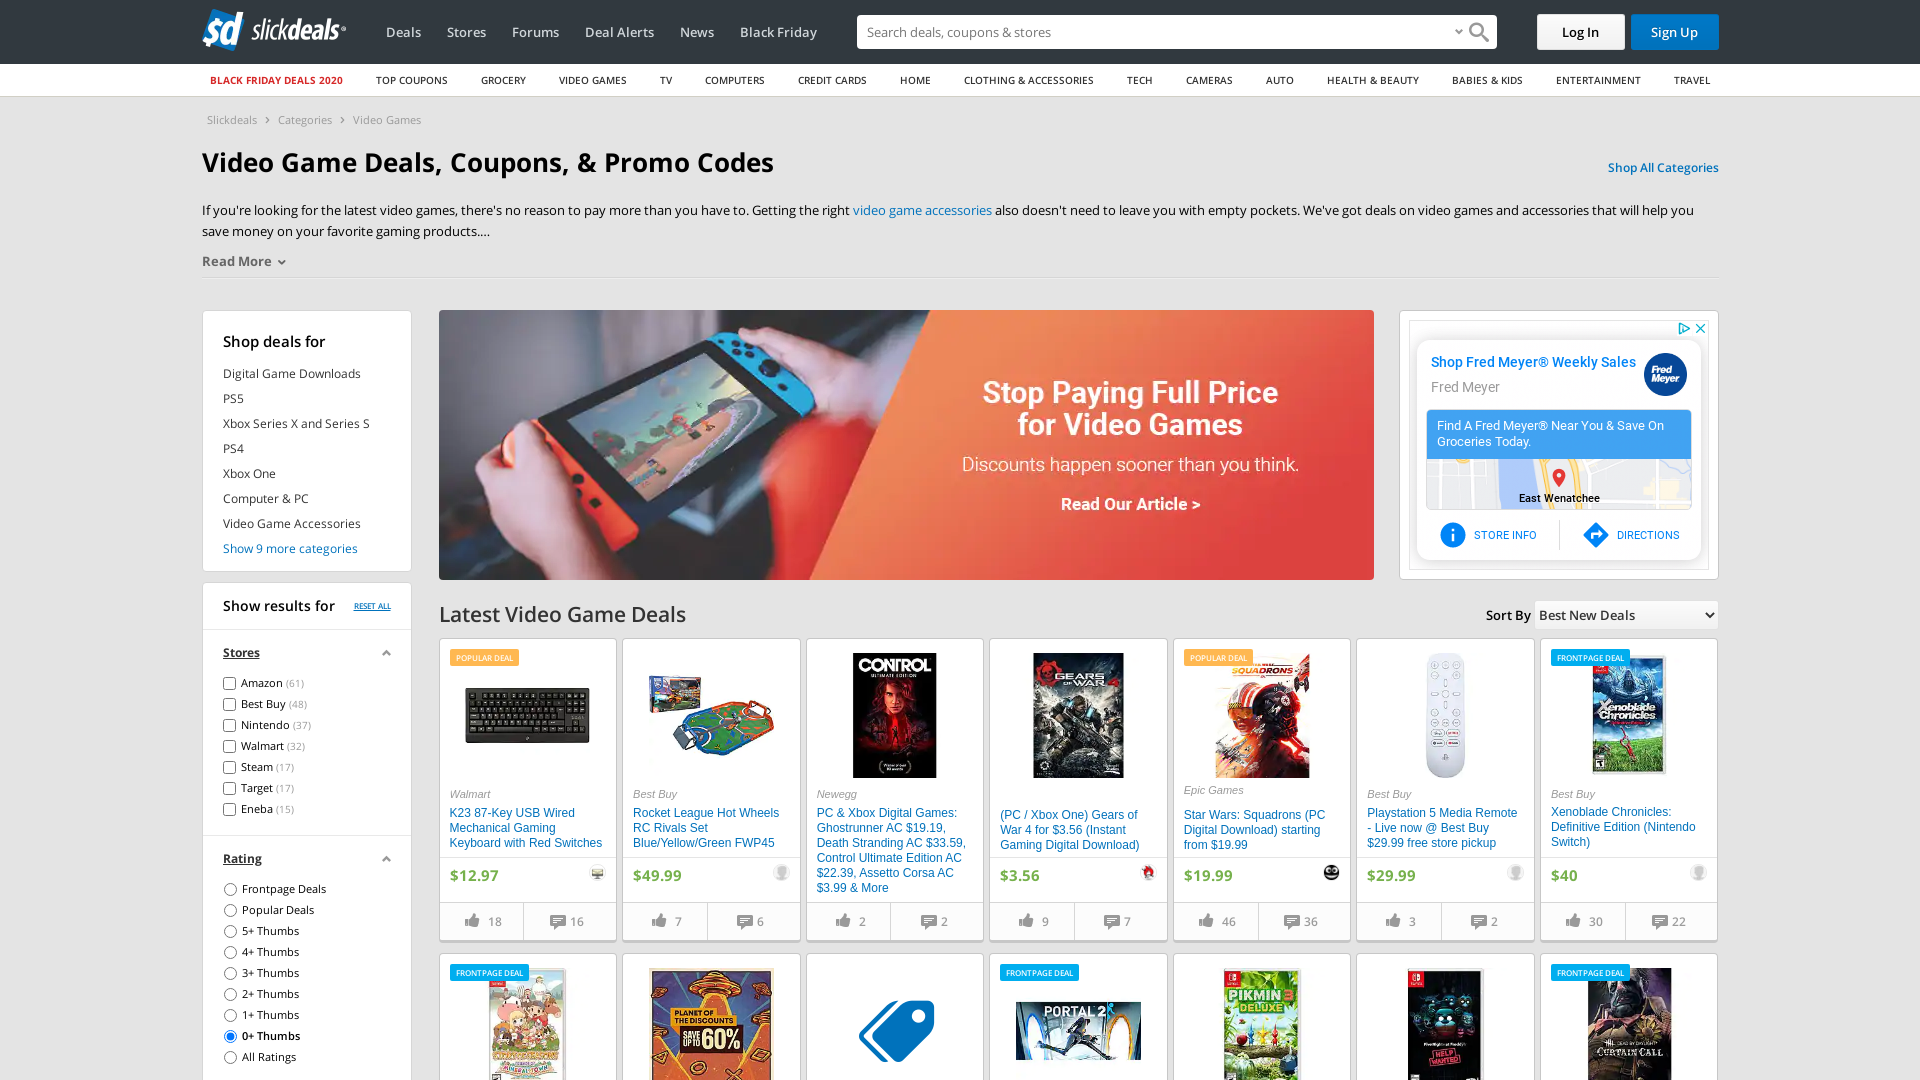 slickdeals
Deals
Stores
Forums
Deal Alerts
News
Black Friday
Search deals, coupons & stores
Log In
Sign Up
BLACK FRIDAY DEALS 2020
TOP COUPONS
GROCERY
VIDEO GAMES
TV
COMPUTERS
CREDIT CARDS
HOME
CLOTHING & ACCESSORIES
TECH
CAMERAS
AUTO
HEALTH & BEAUTY
BABIES & KIDS
ENTERTAINMENT
TRAVEL
Slickdeals > Categories > Video Games
Video Game Deals, Coupons, & Promo Codes
Shop All Categories
If you're looking for the latest video games, there's no reason to pay more than you have to. Getting the right video game accessories also doesn't need to leave you with empty pockets. We've got deals on video games and accessories that will help you
save money on your favorite gaming products....
Read More
Shop deals for
Digital Game Downloads
PS5
Xbox Series X and Series S
PS4
Xbox One
Computer & PC
Video Game Accessories
Show 9 more categories
Show results for
RESET ALL
Stores
Amazon (61)
Best Buy (48)
Nintendo (37)
Walmart (32)
Steam (17)
Target (17)
Eneba (15)
Rating
Frontpage Deals
Popular Deals
5+ Thumbs
4+ Thumbs
3+ Thumbs
2+ Thumbs
1+ Thumbs
0+ Thumbs
All Ratings
Stop Paying Full Price
for Video Games
Discounts happen sooner than you think.
Read Our Article >
Shop Fred Meyer® Weekly Sales
Fred Meyer
Fred
Meyer
Find A Fred Meyer® Near You & Save On
Groceries Today.
East Wenatchee
STORE INFO
DIRECTIONS
Latest Video Game Deals
Sort By
Best New Deals
POPULAR DEAL
Walmart
K23 87-Key USB Wired
Mechanical Gaming
Keyboard with Red Switches
$12.97
18
16
Best Buy
Rocket League Hot Wheels
RC Rivals Set
Blue/Yellow/Green FWP45
$49.99
7
6
CONTROL
ULTIMATE EDITION
Newegg
PC & Xbox Digital Games:
Ghostrunner AC $19.19,
Death Stranding AC $33.59,
Control Ultimate Edition AC
$22.39, Assetto Corsa AC
$3.99 & More
2
2
GEARS
OF WAR
(PC / Xbox One) Gears of
War 4 for $3.56 (Instant
Gaming Digital Download)
$3.56
9
7
POPULAR DEAL
SQUADRONS
Epic Games
Star Wars: Squadrons (PC
Digital Download) starting
from $19.99
$19.99
46
36
Best Buy
Playstation 5 Media Remote
- Live now @ Best Buy
$29.99 free store pickup
$29.99
3
2
FRONTPAGE DEAL
Xenoblade
Chronicles
Best Buy
Xenoblade Chronicles:
Definitive Edition (Nintendo
Switch)
$40
30
22
FRONTPAGE DEAL
PLANET OF
THE DISCOUNTS
SAVE UP TO 60%
FRONTPAGE DEAL
PORTAL 2
PIKMIN 3
DELUXE
Five Nights at Freddy's
HELP
WANTED
FRONTPAGE DEAL
DEAD BY DAYLIGHT
CURTAIN CALL